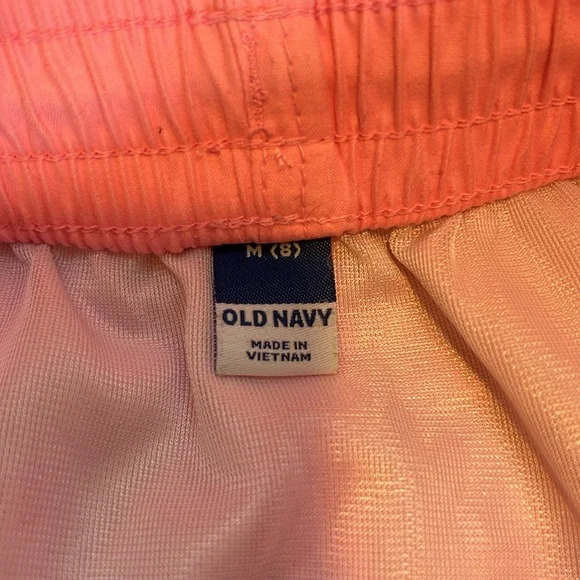 M (8)
OLD NAVY
MADE IN
VIETNAM